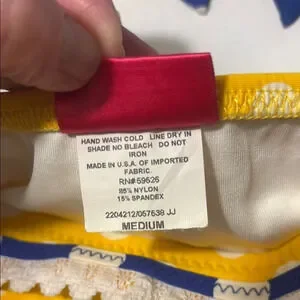 HAND WASH COLD LINE DRY IN
SHADE NO BLEACH DO NOT
IRON
MADE IN U.S.A. OF IMPORTED
FABRIC.
RN# 59626
85% NYLON
15% SPANDEX
2204212/057638 JJ
MEDIUM